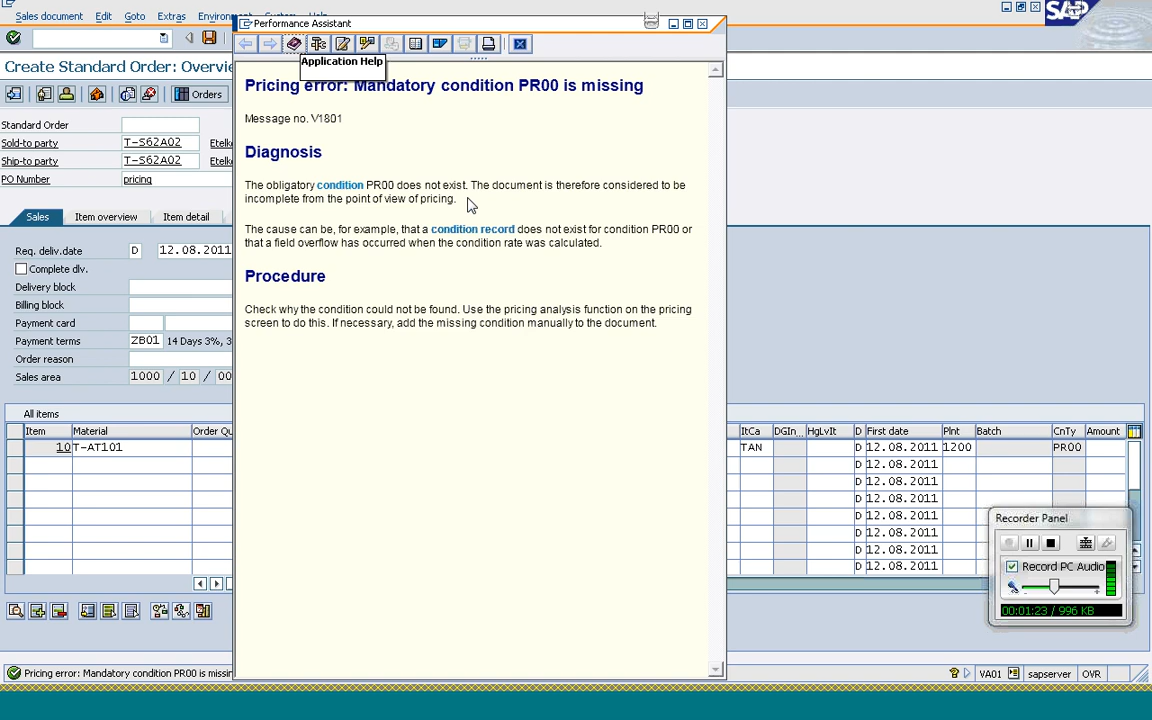 Sales document Edit Goto Extras Environm
SAP
Performance Assistant
Application Help
Create Standard Order: Overvie
Orders
Standard Order
Sold-to party T-S62A02 Etelk
Ship-to party T-S62A02 Etelk
PO Number pricing
Sales Item overview Item detail
Req. deliv.date D 12.08.2011
Complete dlv.
Delivery block
Billing block
Payment card
Payment terms ZB01 14 Days 3%, 3
Order reason
Sales area 1000 / 10 / 00
Pricing error: Mandatory condition PR00 is missing
Message no. V1801
Diagnosis
The obligatory condition PR00 does not exist. The document is therefore considered to be
incomplete from the point of view of pricing.
The cause can be, for example, that a condition record does not exist for condition PR00 or
that a field overflow has occurred when the condition rate was calculated.
Procedure
Check why the condition could not be found. Use the pricing analysis function on the pricing
screen to do this. If necessary, add the missing condition manually to the document.
All items
Item Material Order Qu ItCa DGIn... HgLvIt D First date Plnt Batch CnTy Amount
10 T-AT101 TAN D 12.08.2011 1200 PR00
D 12.08.2011
D 12.08.2011
D 12.08.2011
D 12.08.2011
D 12.08.2011
D 12.08.2011
D 12.08.2011
Recorder Panel
Record PC Audio
00:01:23 / 996 KB
Pricing error: Mandatory condition PR00 is missin
VA01 sapserver OVR